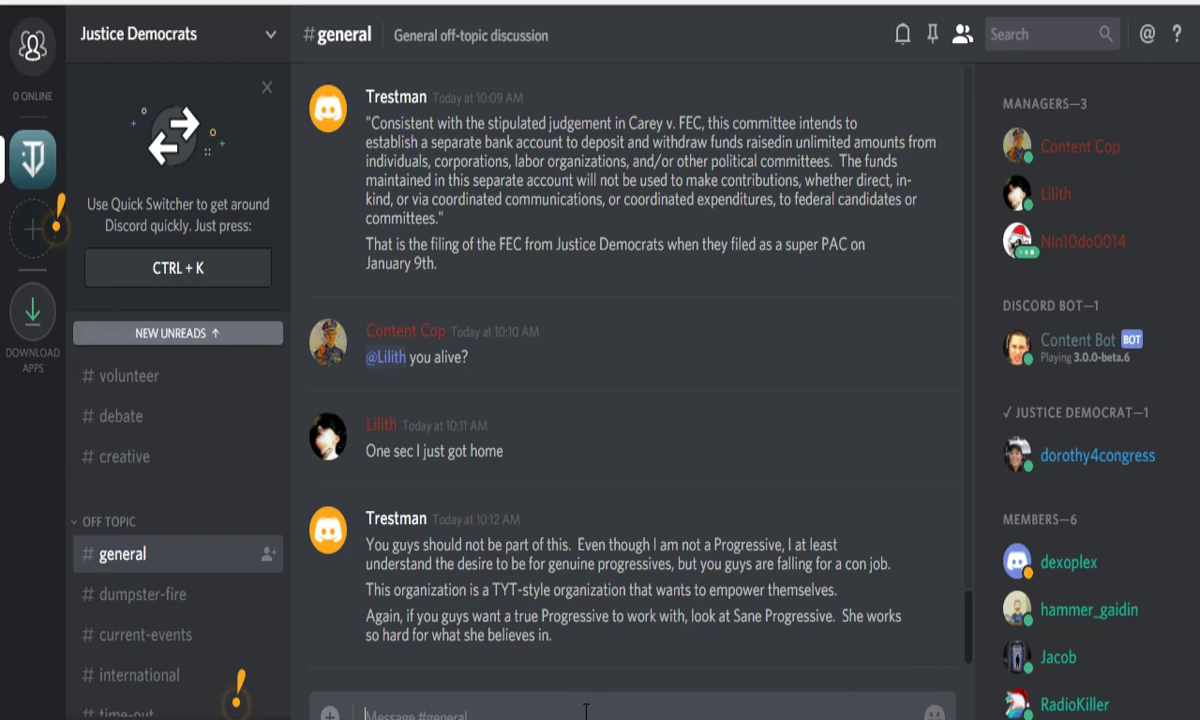 Justice Democrats
#general
General off-topic discussion
Search
@
?
0 ONLINE
DOWNLOAD
APPS
Use Quick Switcher to get around
Discord quickly. Just press:
CTRL + K
NEW UNREADS ↑
# volunteer
# debate
# creative
OFF TOPIC
# general
# dumpster-fire
# current-events
# international
# time-out
Trestman Today at 10:09 AM
"Consistent with the stipulated judgement in Carey v. FEC, this committee intends to
establish a separate bank account to deposit and withdraw funds raisedin unlimited amounts from
individuals, corporations, labor organizations, and/or other political committees. The funds
maintained in this separate account will not be used to make contributions, whether direct, in-
kind, or via coordinated communications, or coordinated expenditures, to federal candidates or
committees."
That is the filing of the FEC from Justice Democrats when they filed as a super PAC on
January 9th.
Content Cop Today at 10:10 AM
@Lilith you alive?
Lilith Today at 10:11 AM
One sec I just got home
Trestman Today at 10:12 AM
You guys should not be part of this. Even though I am not a Progressive, I at least
understand the desire to be for genuine progressives, but you guys are falling for a con job.
This organization is a TYT-style organization that wants to empower themselves.
Again, if you guys want a true Progressive to work with, look at Sane Progressive. She works
so hard for what she believes in.
Message #general
MANAGERS—3
Content Cop
Lilith
Nin10do0014
DISCORD BOT—1
Content Bot BOT
Playing 3.0.0-beta.6
✓ JUSTICE DEMOCRAT—1
dorothy4congress
MEMBERS—6
dexoplex
hammer_gaidin
Jacob
RadioKiller